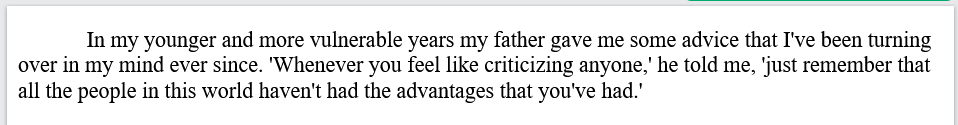 In my younger and more vulnerable years my father gave me some advice that I've been turning
over in my mind ever since. 'Whenever you feel like criticizing anyone,' he told me, 'just remember that
all the people in this world haven't had the advantages that you've had.'